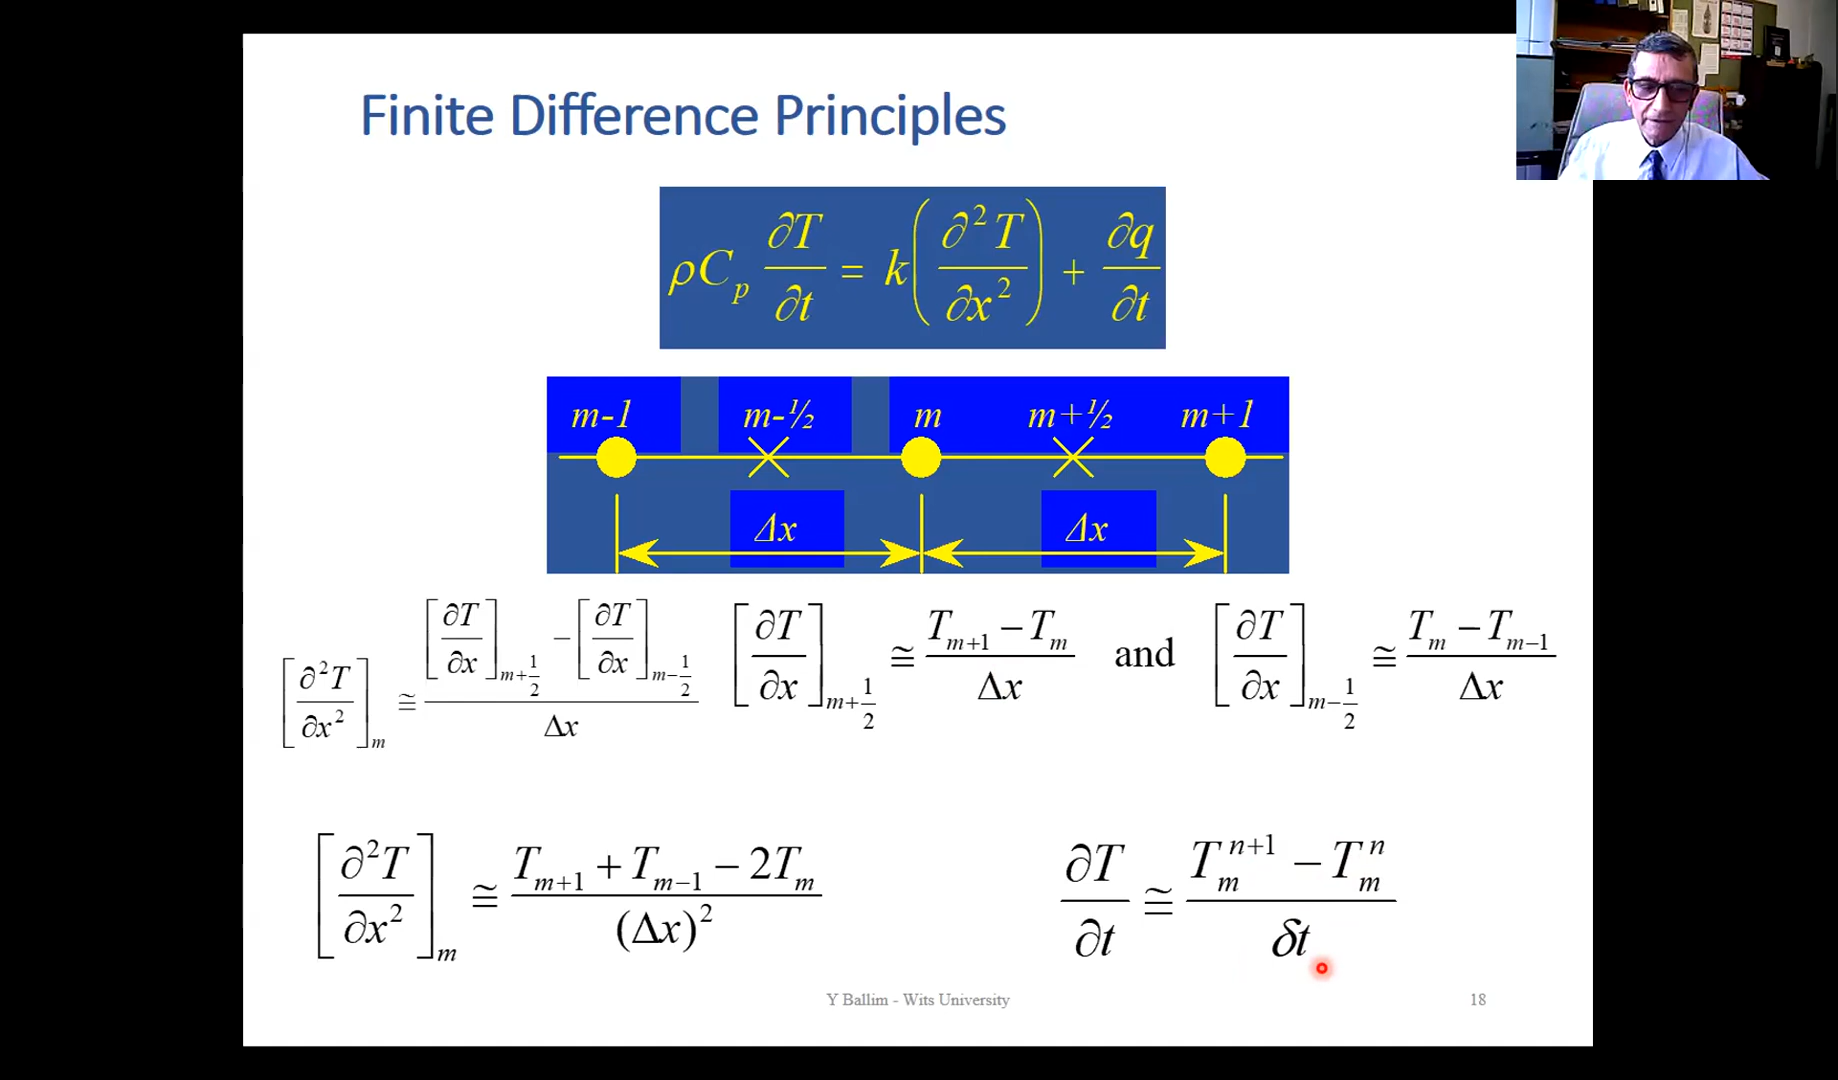 Finite Difference Principles
ρC_p ∂T/∂t = k(∂²T/∂x²) + ∂q/∂t
m-1 m-½ m m+½ m+1
Δx Δx
[∂²T/∂x²]_m ≅ ([∂T/∂x]_{m+1/2} − [∂T/∂x]_{m−1/2})/Δx
[∂T/∂x]_{m+1/2} ≅ (T_{m+1} − T_m)/Δx and [∂T/∂x]_{m−1/2} ≅ (T_m − T_{m−1})/Δx
[∂²T/∂x²]_m ≅ (T_{m+1} + T_{m−1} − 2T_m)/(Δx)²
∂T/∂t ≅ (T_m^{n+1} − T_m^n)/δt
Y Ballim - Wits University
18